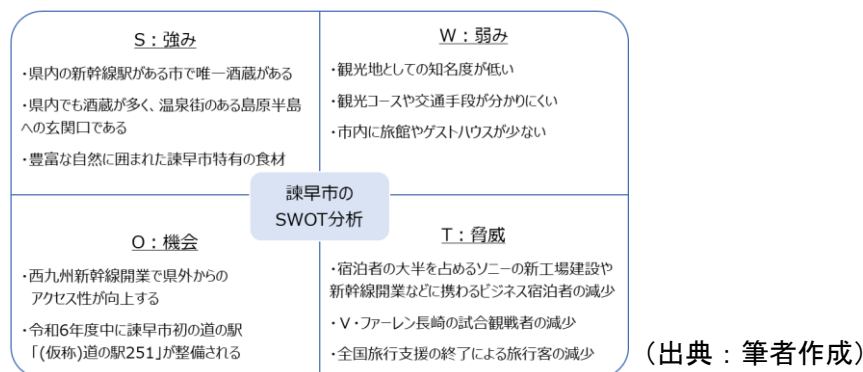 S：強み
・県内の新幹線駅がある市で唯一酒蔵がある
・県内でも酒蔵が多く、温泉街のある島原半島
への玄関口である
・豊富な自然に囲まれた諫早市特有の食材
W：弱み
・観光地としての知名度が低い
・観光コースや交通手段が分かりにくい
・市内に旅館やゲストハウスが少ない
諫早市の
SWOT分析
O：機会
・西九州新幹線開業で県外からの
アクセス性が向上する
・令和6年度中に諫早市初の道の駅
「(仮称)道の駅251」が整備される
T：脅威
・宿泊者の大半を占めるソニーの新工場建設や
新幹線開業などに携わるビジネス宿泊者の減少
・V・ファーレン長崎の試合観戦者の減少
・全国旅行支援の終了による旅行客の減少
（出典：筆者作成）